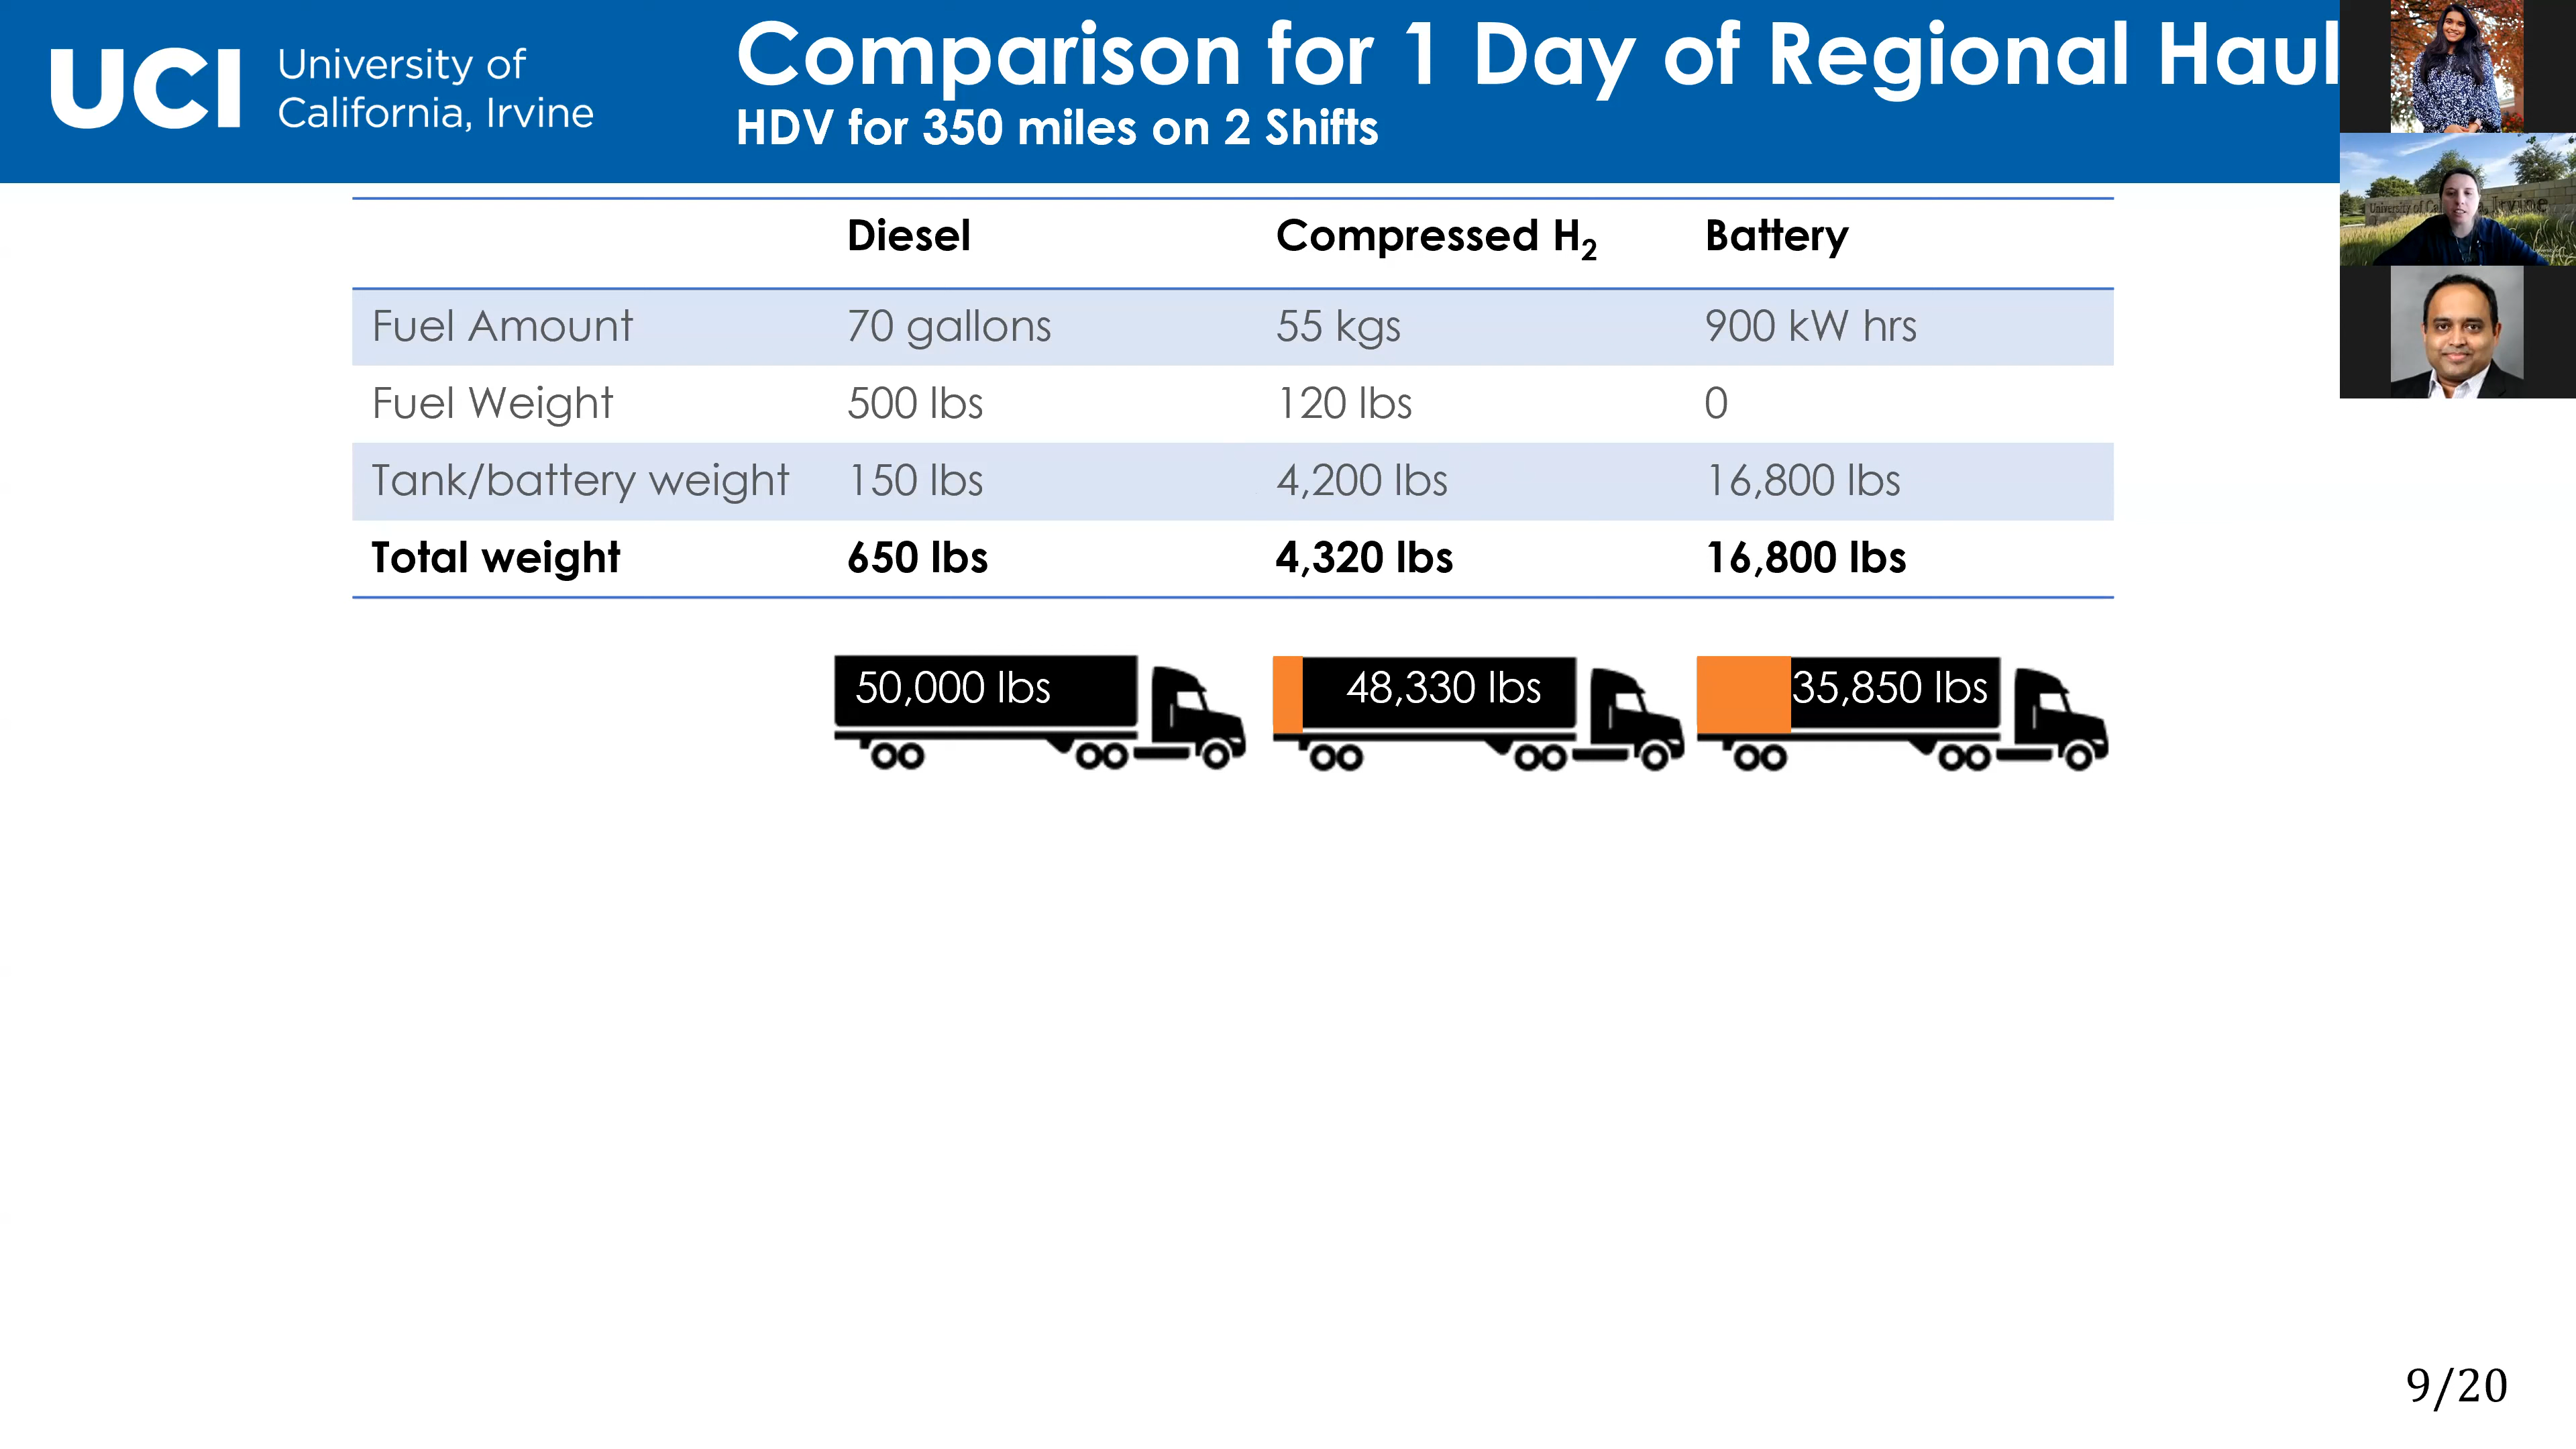 UCI University of
California, Irvine
Comparison for 1 Day of Regional Haul
HDV for 350 miles on 2 Shifts
Diesel Compressed H₂ Battery
Fuel Amount 70 gallons 55 kgs 900 kW hrs
Fuel Weight 500 lbs 120 lbs 0
Tank/battery weight 150 lbs 4,200 lbs 16,800 lbs
Total weight 650 lbs 4,320 lbs 16,800 lbs
50,000 lbs 48,330 lbs 35,850 lbs
9/20